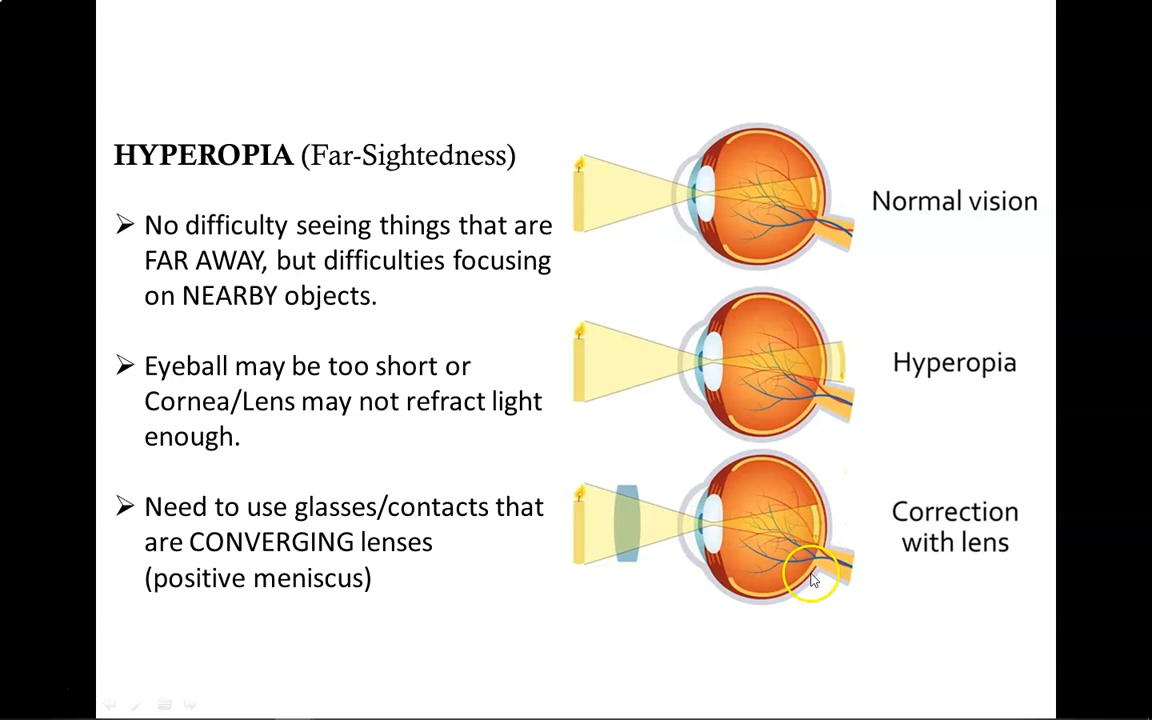 HYPEROPIA (Far-Sightedness)
➢ No difficulty seeing things that are
FAR AWAY, but difficulties focusing
on NEARBY objects.
➢ Eyeball may be too short or
Cornea/Lens may not refract light
enough.
➢ Need to use glasses/contacts that
are CONVERGING lenses
(positive meniscus)
Normal vision
Hyperopia
Correction
with lens